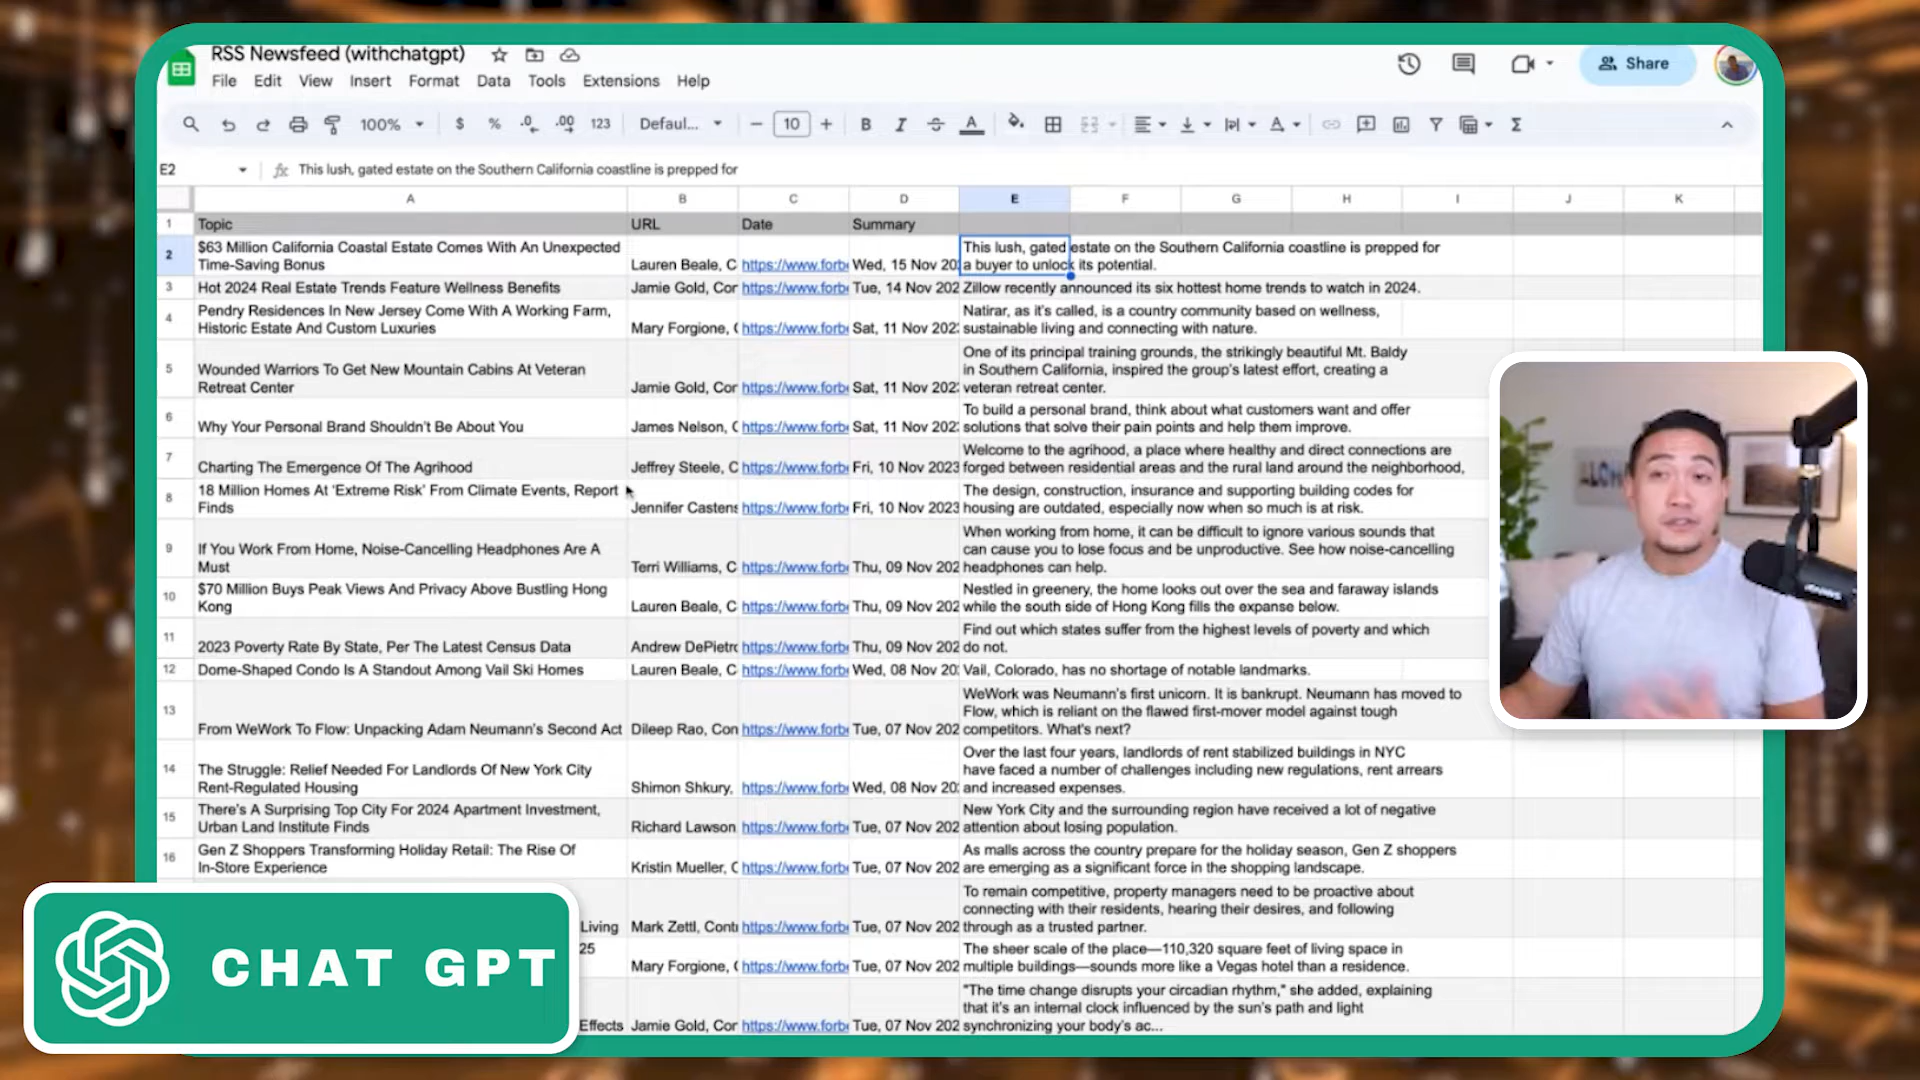 RSS Newsfeed (withchatgpt)
File Edit View Insert Format Data Tools Extensions Help
Share
100% $ % .0 .00 123 Defaul... 10 B I A
E2 fx This lush, gated estate on the Southern California coastline is prepped for
A B C D E F G H I J K
1 Topic URL Date Summary
2 $63 Million California Coastal Estate Comes With An Unexpected
Time-Saving Bonus
Lauren Beale, C https://www.forb Wed, 15 Nov 20
This lush, gated estate on the Southern California coastline is prepped for
a buyer to unlock its potential.
3 Hot 2024 Real Estate Trends Feature Wellness Benefits Jamie Gold, Cor https://www.forb Tue, 14 Nov 202 Zillow recently announced its six hottest home trends to watch in 2024.
4 Pendry Residences In New Jersey Come With A Working Farm,
Historic Estate And Custom Luxuries
Mary Forgione, https://www.forb Sat, 11 Nov 202
Natirar, as it's called, is a country community based on wellness,
sustainable living and connecting with nature.
5 Wounded Warriors To Get New Mountain Cabins At Veteran
Retreat Center
Jamie Gold, Cor https://www.forb Sat, 11 Nov 202
One of its principal training grounds, the strikingly beautiful Mt. Baldy
in Southern California, inspired the group's latest effort, creating a
veteran retreat center.
6 Why Your Personal Brand Shouldn't Be About You James Nelson, https://www.forb Sat, 11 Nov 202
To build a personal brand, think about what customers want and offer
solutions that solve their pain points and help them improve.
7 Charting The Emergence Of The Agrihood Jeffrey Steele, C https://www.forb Fri, 10 Nov 2023
Welcome to the agrihood, a place where healthy and direct connections are
forged between residential areas and the rural land around the neighborhood,
8 18 Million Homes At 'Extreme Risk' From Climate Events, Report
Finds
Jennifer Castens https://www.forb Fri, 10 Nov 2023
The design, construction, insurance and supporting building codes for
housing are outdated, especially now when so much is at risk.
9 If You Work From Home, Noise-Cancelling Headphones Are A
Must
Terri Williams, C https://www.forb Thu, 09 Nov 202
When working from home, it can be difficult to ignore various sounds that
can cause you to lose focus and be unproductive. See how noise-cancelling
headphones can help.
10 $70 Million Buys Peak Views And Privacy Above Bustling Hong
Kong
Lauren Beale, C https://www.forb Thu, 09 Nov 202
Nestled in greenery, the home looks out over the sea and faraway islands
while the south side of Hong Kong fills the expanse below.
11 2023 Poverty Rate By State, Per The Latest Census Data Andrew DePietro https://www.forb Thu, 09 Nov 202
Find out which states suffer from the highest levels of poverty and which
do not.
12 Dome-Shaped Condo Is A Standout Among Vail Ski Homes Lauren Beale, C https://www.forb Wed, 08 Nov 20 Vail, Colorado, has no shortage of notable landmarks.
13 From WeWork To Flow: Unpacking Adam Neumann's Second Act Dileep Rao, Con https://www.forb Tue, 07 Nov 202
WeWork was Neumann's first unicorn. It is bankrupt. Neumann has moved to
Flow, which is reliant on the flawed first-mover model against tough
competitors. What's next?
14 The Struggle: Relief Needed For Landlords Of New York City
Rent-Regulated Housing
Shimon Shkury, https://www.forb Wed, 08 Nov 20
Over the last four years, landlords of rent stabilized buildings in NYC
have faced a number of challenges including new regulations, rent arrears
and increased expenses.
15 There's A Surprising Top City For 2024 Apartment Investment,
Urban Land Institute Finds
Richard Lawson https://www.forb Tue, 07 Nov 202
New York City and the surrounding region have received a lot of negative
attention about losing population.
16 Gen Z Shoppers Transforming Holiday Retail: The Rise Of
In-Store Experience
Kristin Mueller, C https://www.forb Tue, 07 Nov 202
As malls across the country prepare for the holiday season, Gen Z shoppers
are emerging as a significant force in the shopping landscape.
Living Mark Zettl, Cont https://www.forb Tue, 07 Nov 202
To remain competitive, property managers need to be proactive about
connecting with their residents, hearing their desires, and following
through as a trusted partner.
25
Mary Forgione, https://www.forb Tue, 07 Nov 202
The sheer scale of the place—110,320 square feet of living space in
multiple buildings—sounds more like a Vegas hotel than a residence.
Effects Jamie Gold, Cor https://www.forb Tue, 07 Nov 202
"The time change disrupts your circadian rhythm," she added, explaining
that it's an internal clock influenced by the sun's path and light
synchronizing your body's ac...
CHAT GPT